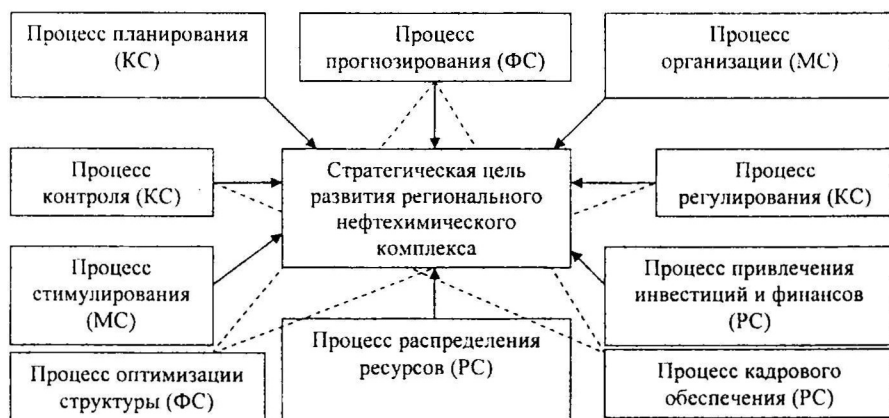 Процесс планирования
(КС)
Процесс
прогнозирования (ФС)
Процесс
организации (МС)
Процесс
контроля (КС)
Стратегическая цель
развития регионального
нефтехимического
комплекса
Процесс
регулирования (КС)
Процесс
стимулирования
(МС)
Процесс привлечения
инвестиций и финансов
(РС)
Процесс оптимизации
структуры (ФС)
Процесс распределения
ресурсов (РС)
Процесс кадрового
обеспечения (РС)